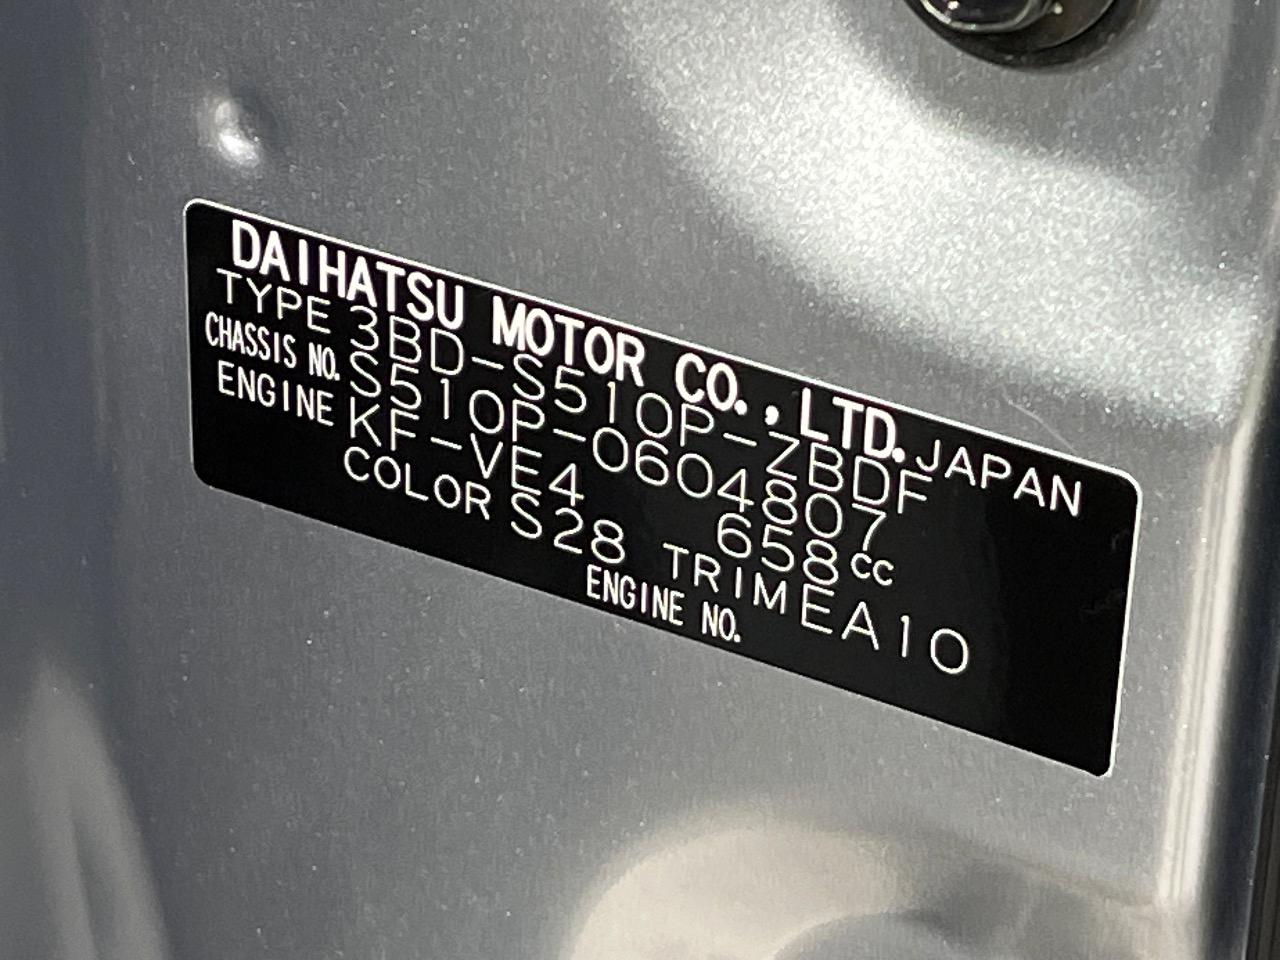 DAIHATSU MOTOR CO.,LTD. JAPAN
TYPE 3BD-S510P-ZBDF
CHASSIS NO. S510P-0604807
ENGINE KF-VE4 658cc
COLOR S28 TRIM EA10
ENGINE NO.